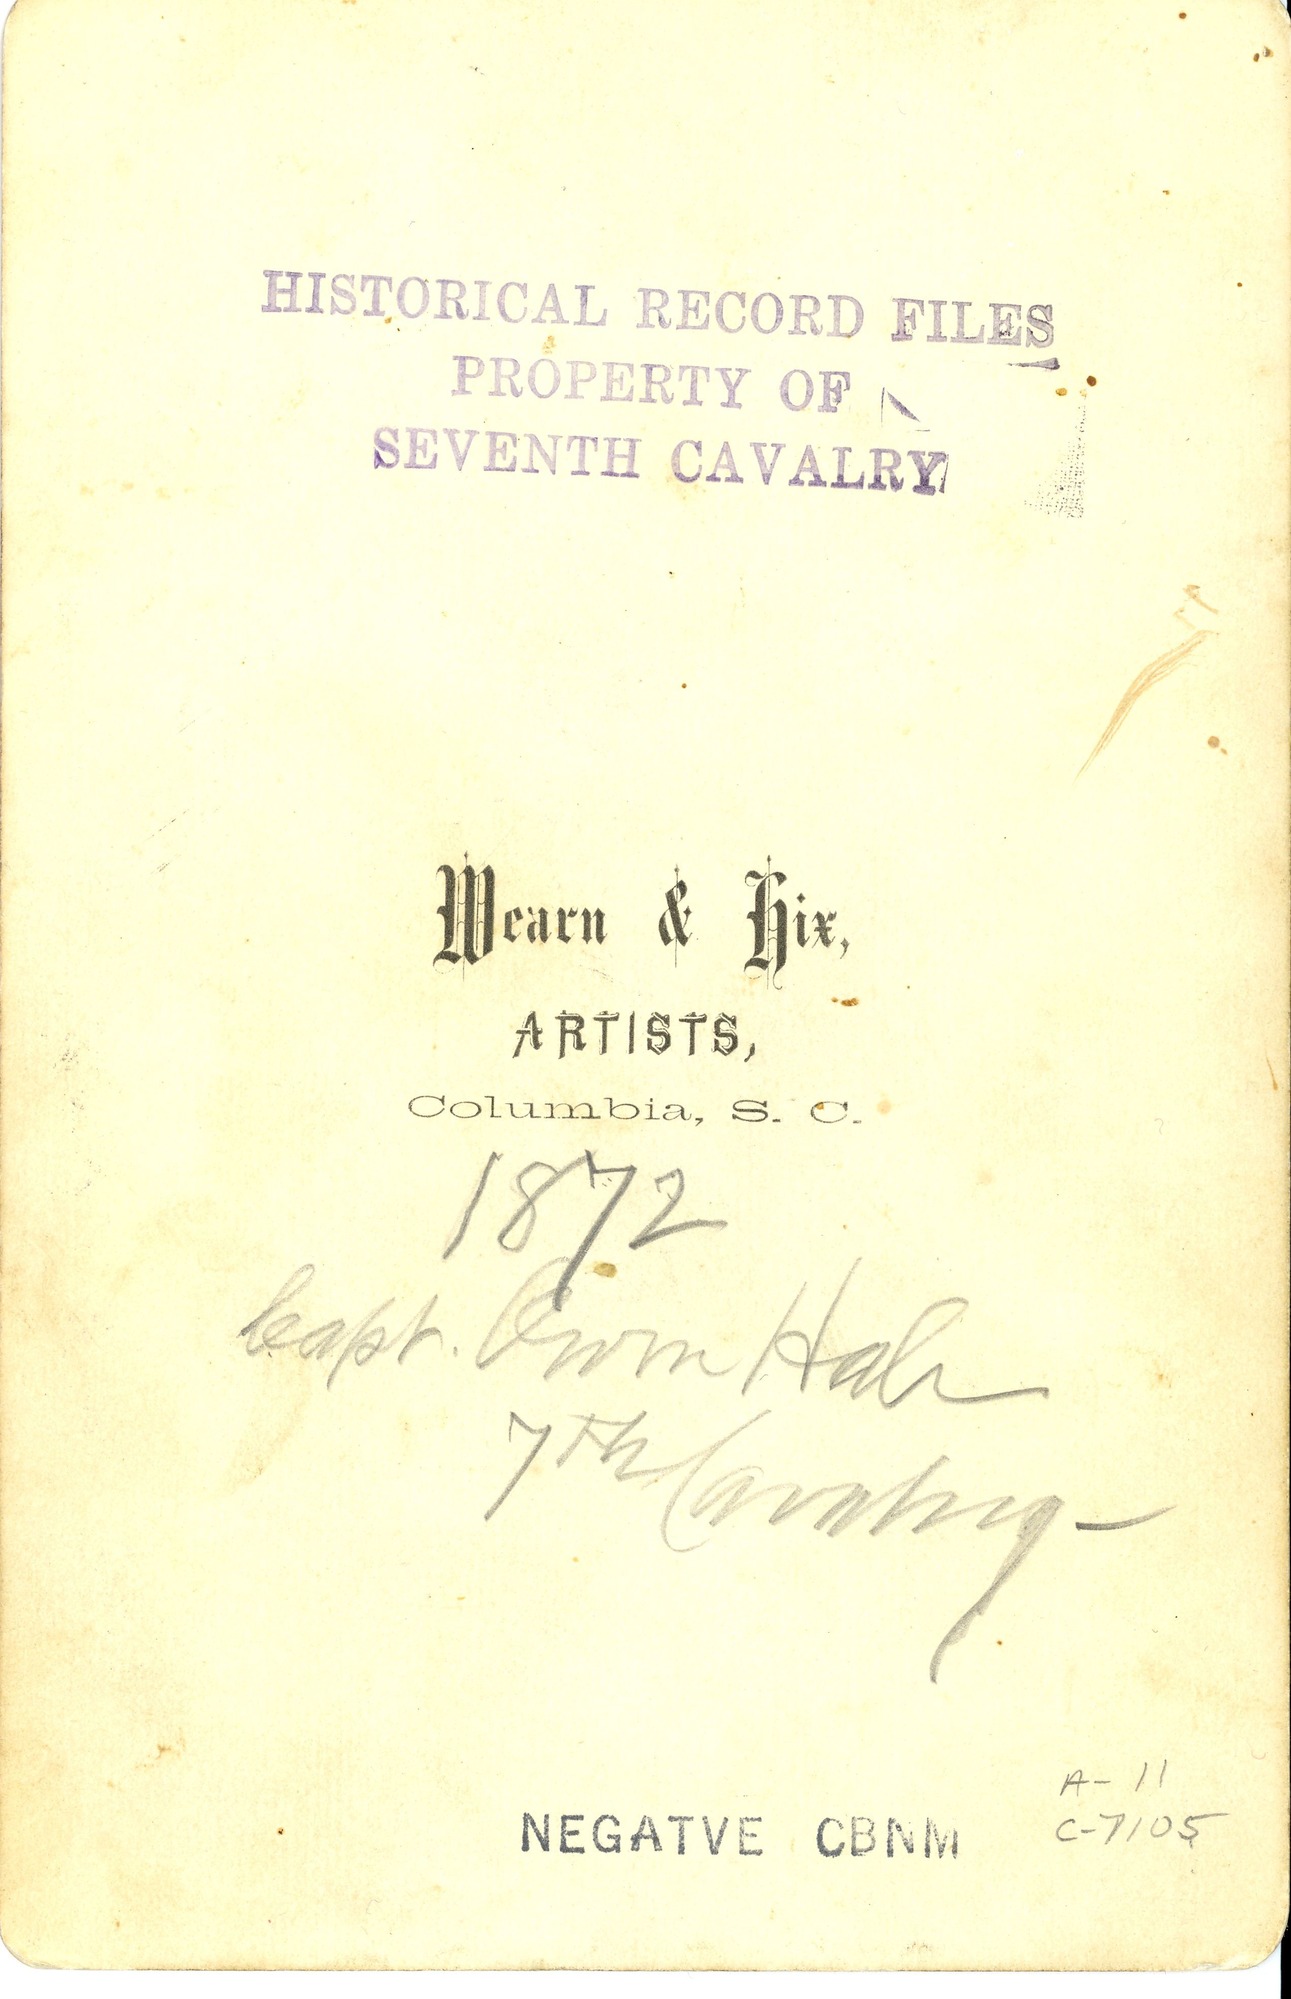 HISTORICAL RECORD FILES
PROPERTY OF
SEVENTH CAVALRY
Wearn & Hix,
ARTISTS,
Columbia, S. C.
1872
Capt. Owen Hale
7th Cavalry –
A- 11
C-7105
NEGATVE CBNM